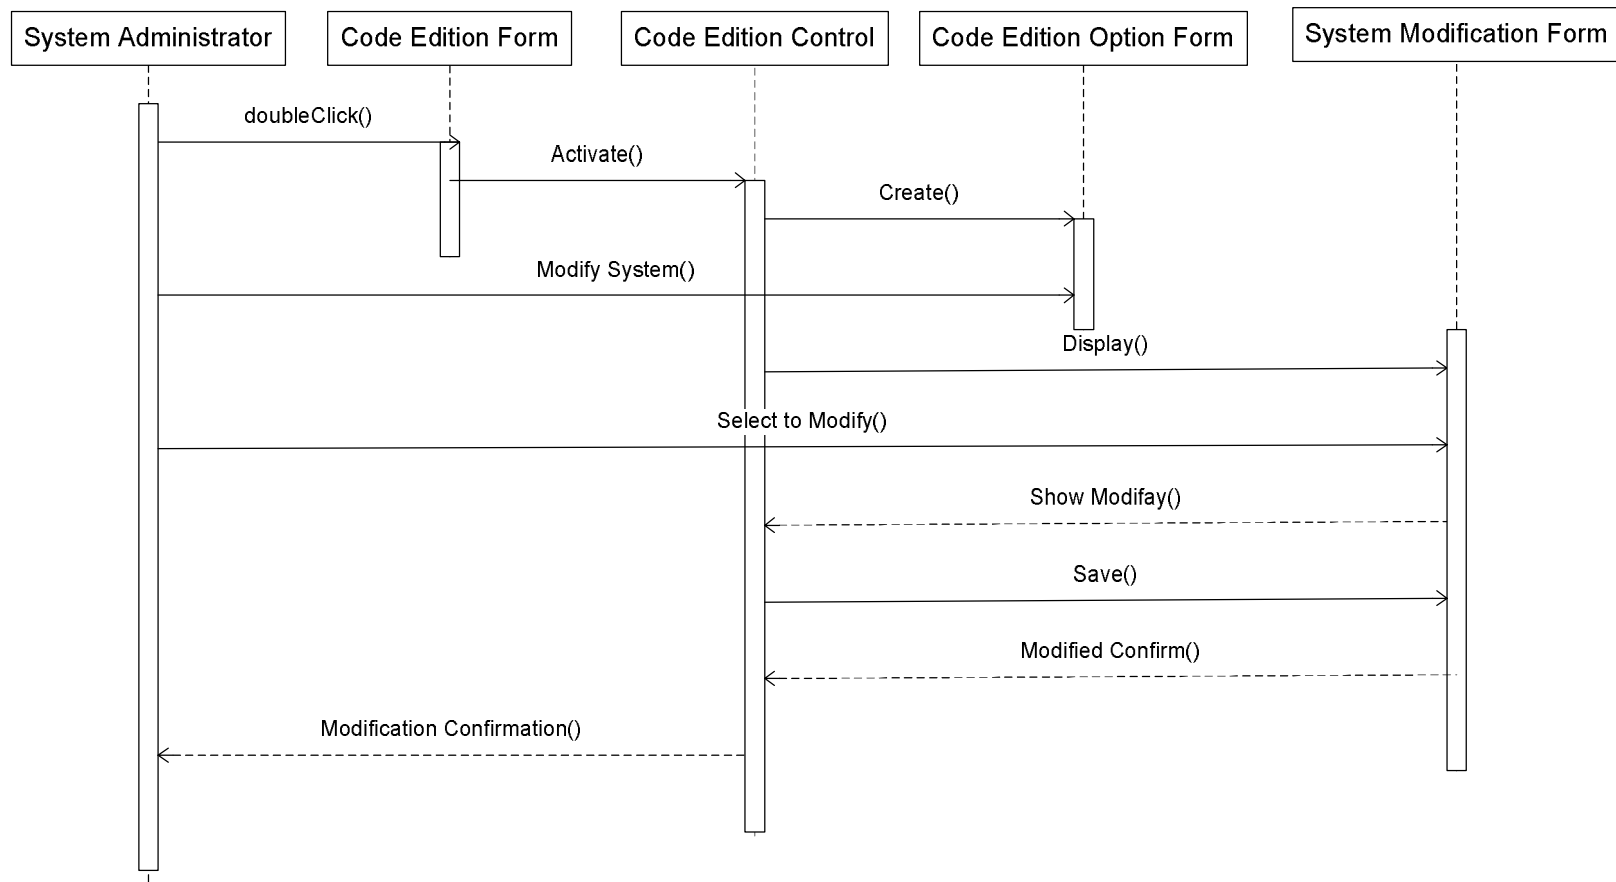 System Administrator
Code Edition Form
Code Edition Control
Code Edition Option Form
System Modification Form
doubleClick()
Activate()
Create()
Modify System()
Display()
Select to Modify()
Show Modifay()
Save()
Modified Confirm()
Modification Confirmation()